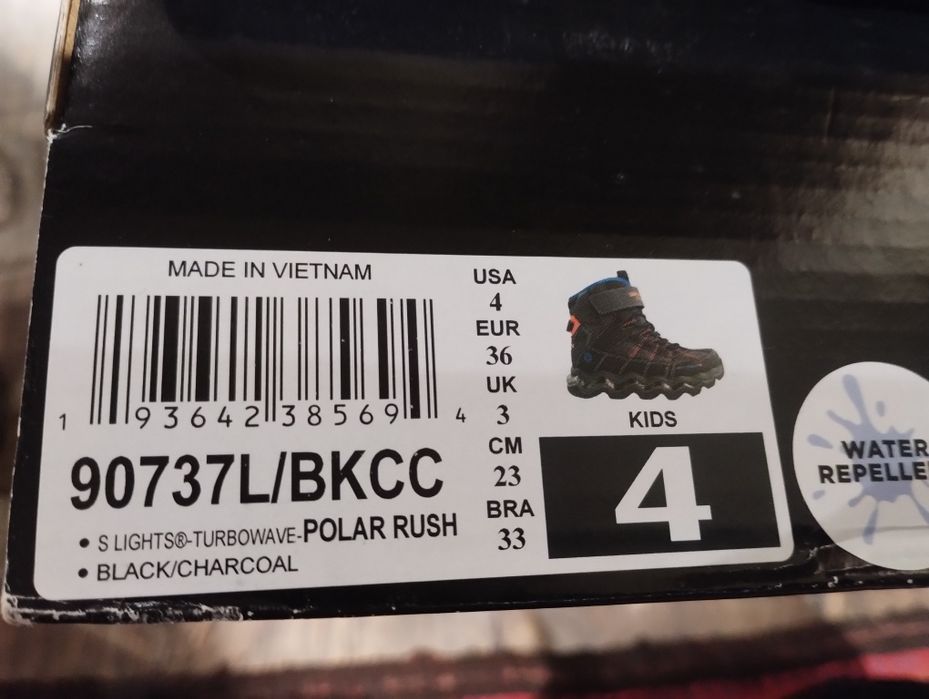 MADE IN VIETNAM
1 93642 38569 4
90737L/BKCC
• S LIGHTS®-TURBOWAVE-POLAR RUSH
• BLACK/CHARCOAL
USA
4
EUR
36
UK
3
CM
23
BRA
33
KIDS
4
WATER
REPELLE